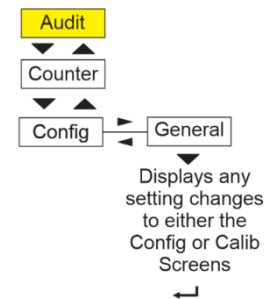 Audit
Counter
Config
General
Displays any
setting changes
to either the
Config or Calib
Screens